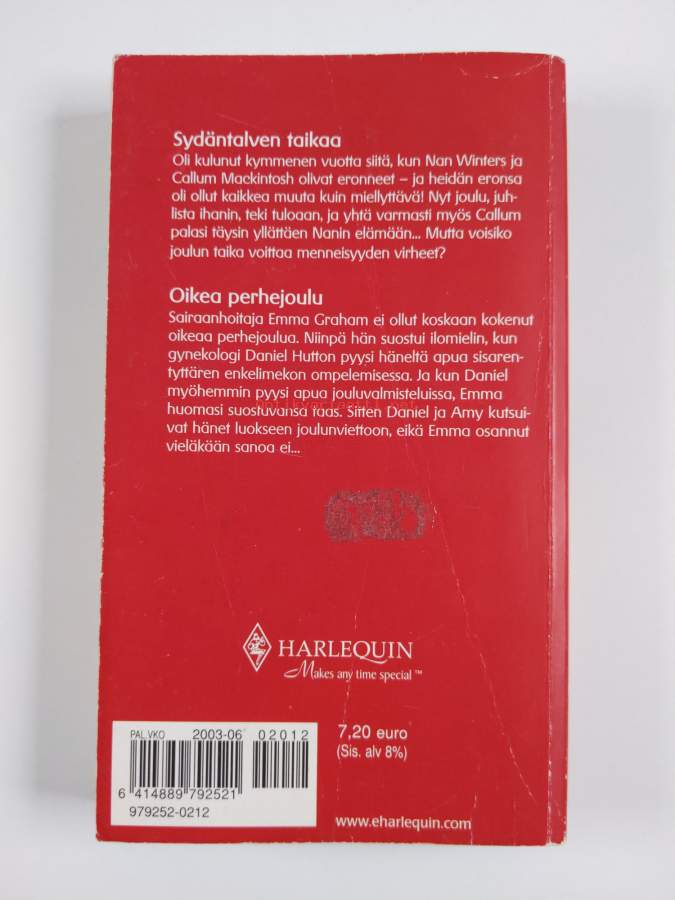 Sydäntalven taikaa
Oli kulunut kymmenen vuotta siitä, kun Nan Winters ja
Callum Mackintosh olivat eronneet – ja heidän eronsa
oli ollut kaikkea muuta kuin miellyttävä! Nyt joulu, juh-
lista ihanin, teki tuloaan, ja yhtä varmasti myös Callum
palasi täysin yllättäen Nanin elämään... Mutta voisiko
joulun taika voittaa menneisyyden virheet?
Oikea perhejoulu
Sairaanhoitaja Emma Graham ei ollut koskaan kokenut
oikeaa perhejoulua. Niinpä hän suostui ilomielin, kun
gynekologi Daniel Hutton pyysi häneltä apua sisaren-
tyttären enkelimekon ompelemisessa. Ja kun Daniel
myöhemmin pyysi apua jouluvalmisteluissa, Emma
huomasi suostuvansa taas. Sitten Daniel ja Amy kutsui-
vat hänet luokseen joulunviettoon, eikä Emma osannut
vieläkään sanoa ei...
HARLEQUIN
Makes any time special ™
PAL.VKO 2003-06 02012
6 414889 792521
979252-0212
7,20 euro
(Sis. alv 8%)
www.eharlequin.com